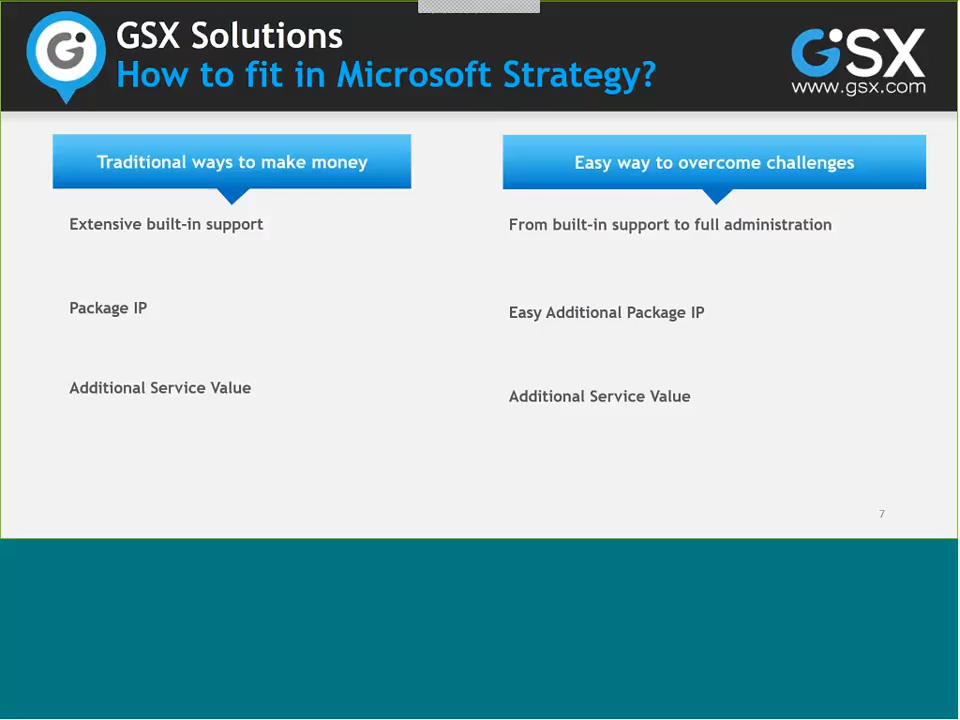 GSX Solutions
How to fit in Microsoft Strategy?
GSX
www.gsx.com
Traditional ways to make money
Extensive built-in support
Package IP
Additional Service Value
Easy way to overcome challenges
From built-in support to full administration
Easy Additional Package IP
Additional Service Value
7